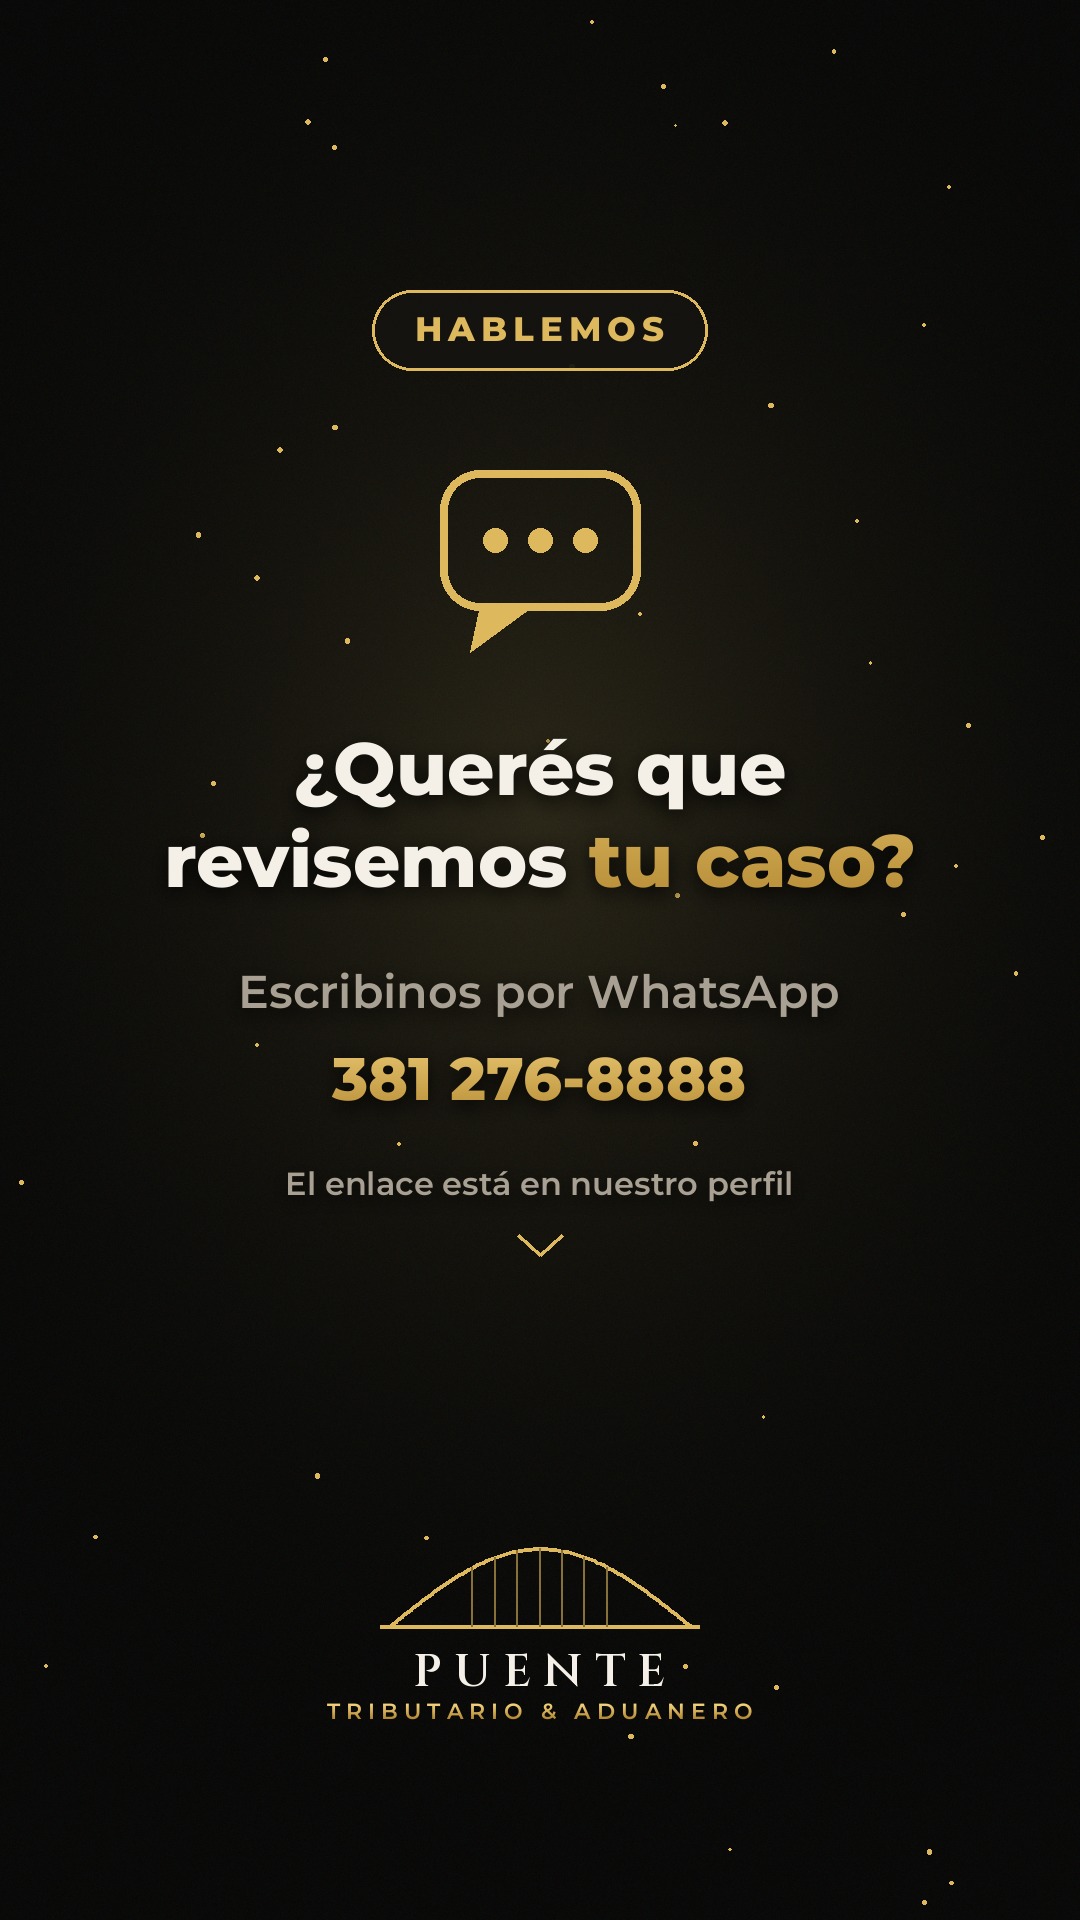 HABLEMOS
¿Querés que
revisemos tu caso?
Escribinos por WhatsApp
381 276-8888
El enlace está en nuestro perfil
PUENTE
TRIBUTARIO & ADUANERO